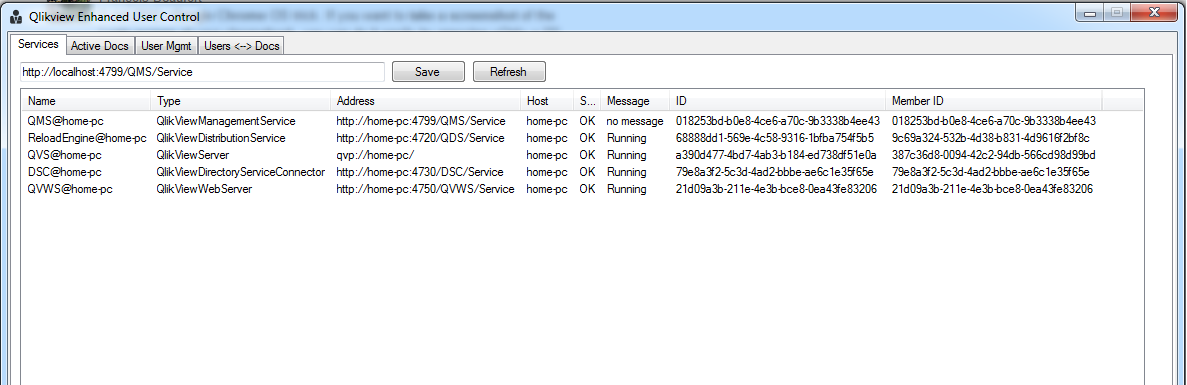 Qlikview Enhanced User Control
Services Active Docs User Mgmt Users <--> Docs
http://localhost:4799/QMS/Service Save Refresh
Name Type Address Host S... Message ID Member ID
QMS@home-pc QlikViewManagementService http://home-pc:4799/QMS/Service home-pc OK no message 018253bd-b0e8-4ce6-a70c-9b3338b4ee43 018253bd-b0e8-4ce6-a70c-9b3338b4ee43
ReloadEngine@home-pc QlikViewDistributionService http://home-pc:4720/QDS/Service home-pc OK Running 68888dd1-569e-4c58-9316-1bfba754f5b5 9c69a324-532b-4d38-b831-4d9616f2bf8c
QVS@home-pc QlikViewServer qvp://home-pc/ home-pc OK Running a390d477-4bd7-4ab3-b184-ed738df51e0a 387c36d8-0094-42c2-94db-566cd98d99bd
DSC@home-pc QlikViewDirectoryServiceConnector http://home-pc:4730/DSC/Service home-pc OK Running 79e8a3f2-5c3d-4ad2-bbbe-ae6c1e35f65e 79e8a3f2-5c3d-4ad2-bbbe-ae6c1e35f65e
QVWS@home-pc QlikViewWebServer http://home-pc:4750/QVWS/Service home-pc OK Running 21d09a3b-211e-4e3b-bce8-0ea43fe83206 21d09a3b-211e-4e3b-bce8-0ea43fe83206